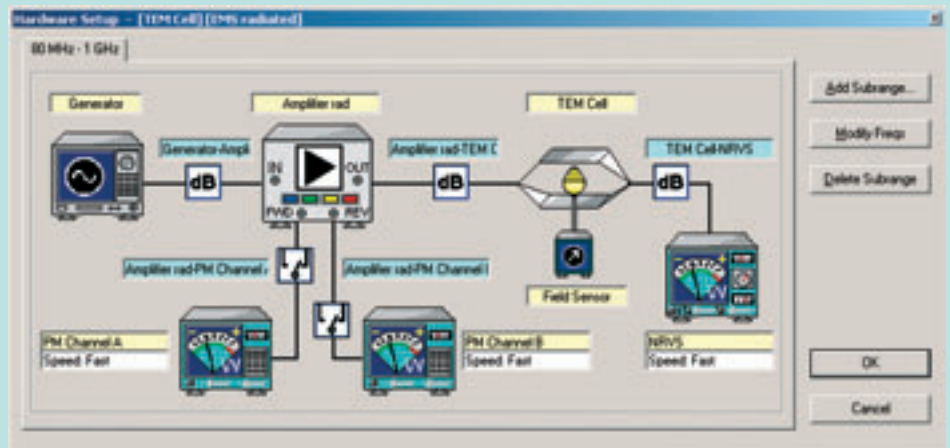 Hardware Setup - [TEM Cell] [EMS radiated]
80 MHz - 1 GHz
Generator
Amplifier rad
TEM Cell
Add Subrange...
Generator-Ampli
Amplifier rad-TEM C
TEM Cell-NRVS
Modify Freqs
dB
IN
OUT
dB
dB
Delete Subrange
FWD
REV
Amplifier rad-PM Channel A
Amplifier rad-PM Channel I
Field Sensor
PM Channel A
Speed: Fast
PM Channel B
Speed: Fast
NRVS
Speed: Fast
OK
Cancel